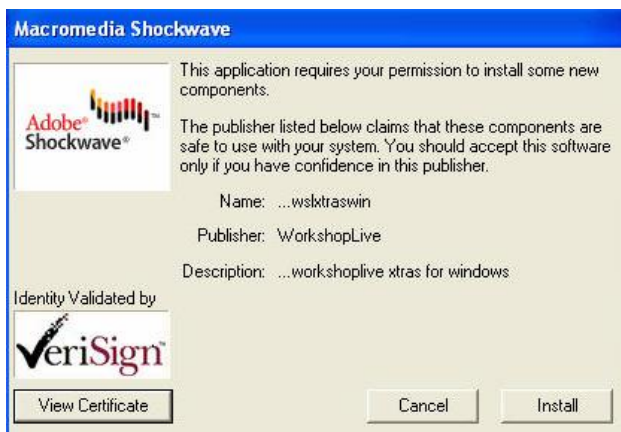 Macromedia Shockwave
This application requires your permission to install some new
components.
Adobe®
Shockwave®
The publisher listed below claims that these components are
safe to use with your system. You should accept this software
only if you have confidence in this publisher.
Name: ...wslxtraswin
Publisher: WorkshopLive
Description: ...workshoplive xtras for windows
Identity Validated by
VeriSign™
View Certificate
Cancel
Install